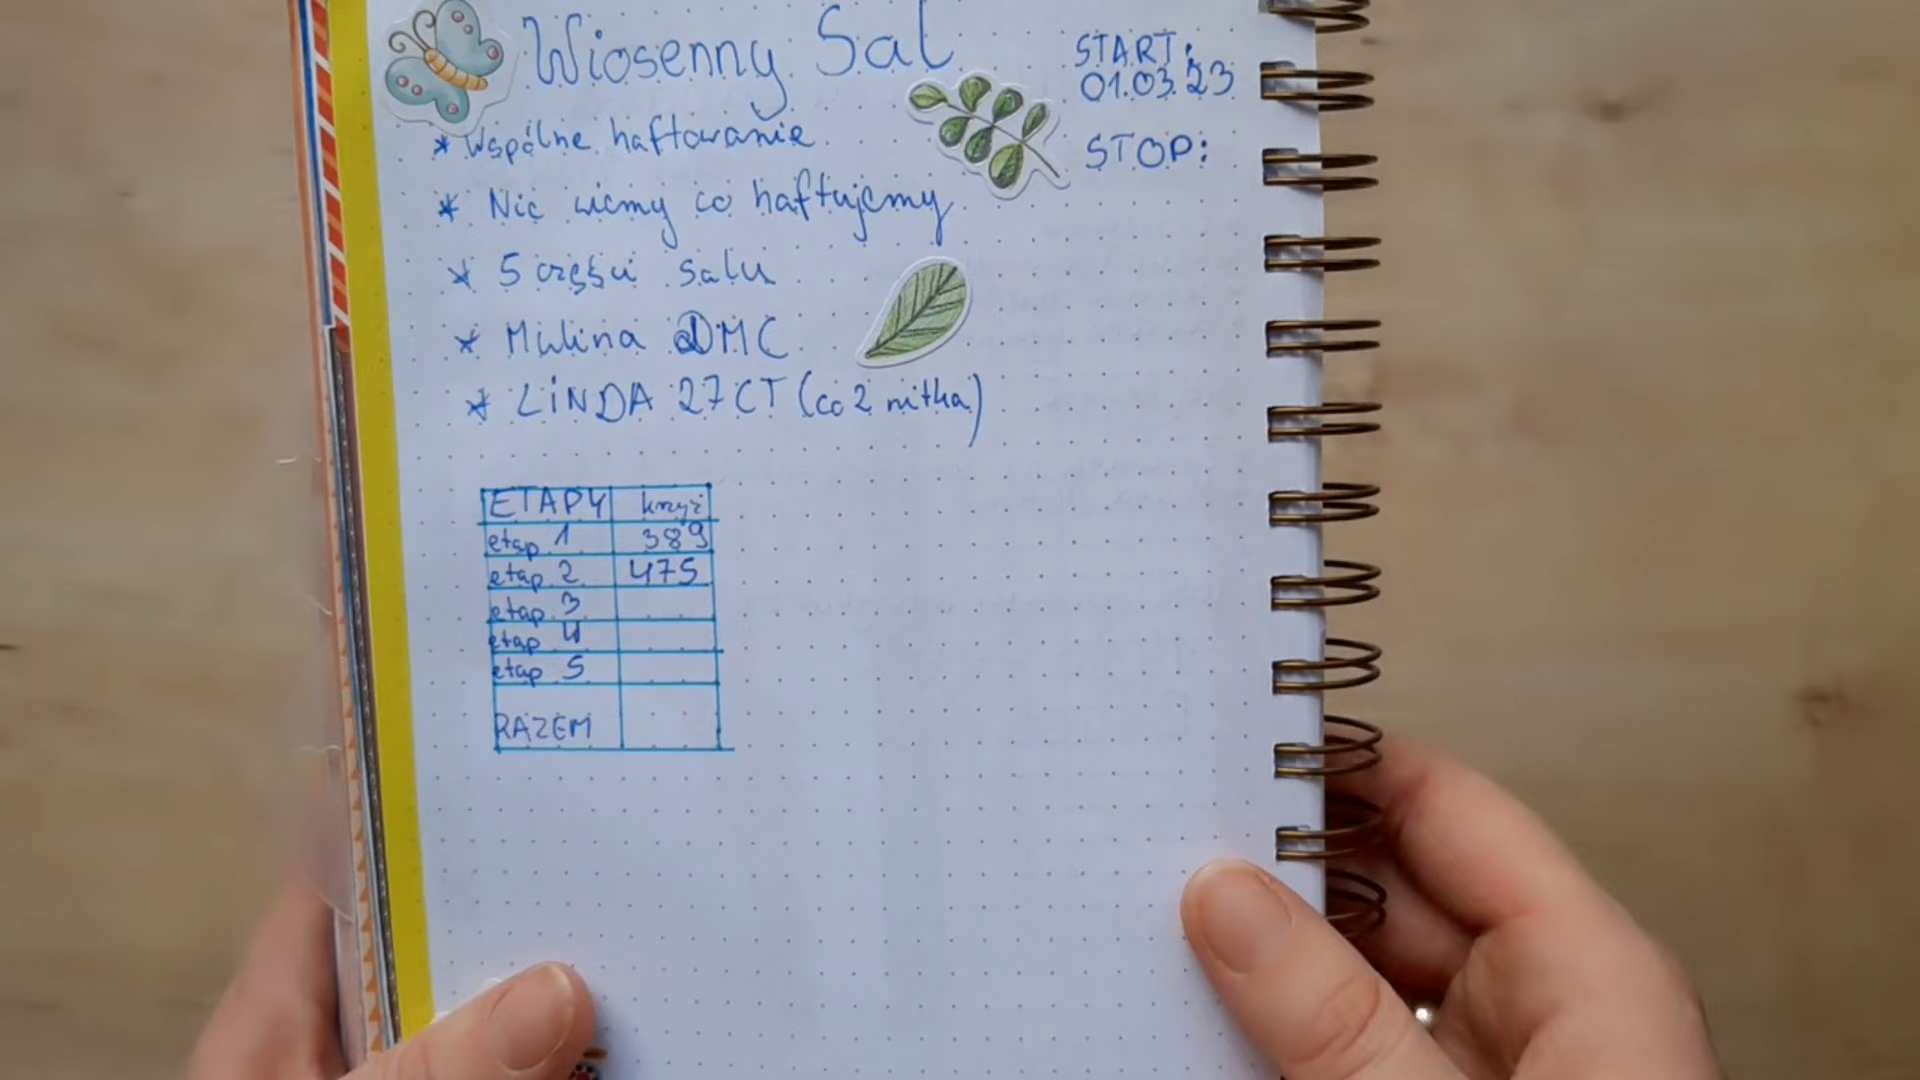 Wiosenny Sal
START:
01.03.23
STOP:
* Wspólne haftowanie
* Nie wiemy co haftujemy
* 5 części salu
* Mulina DMC
* LINDA 27CT (co 2 nitka)
ETAPY krzyż
etap 1 389
etap 2 475
etap 3
etap 4
etap 5
RAZEM